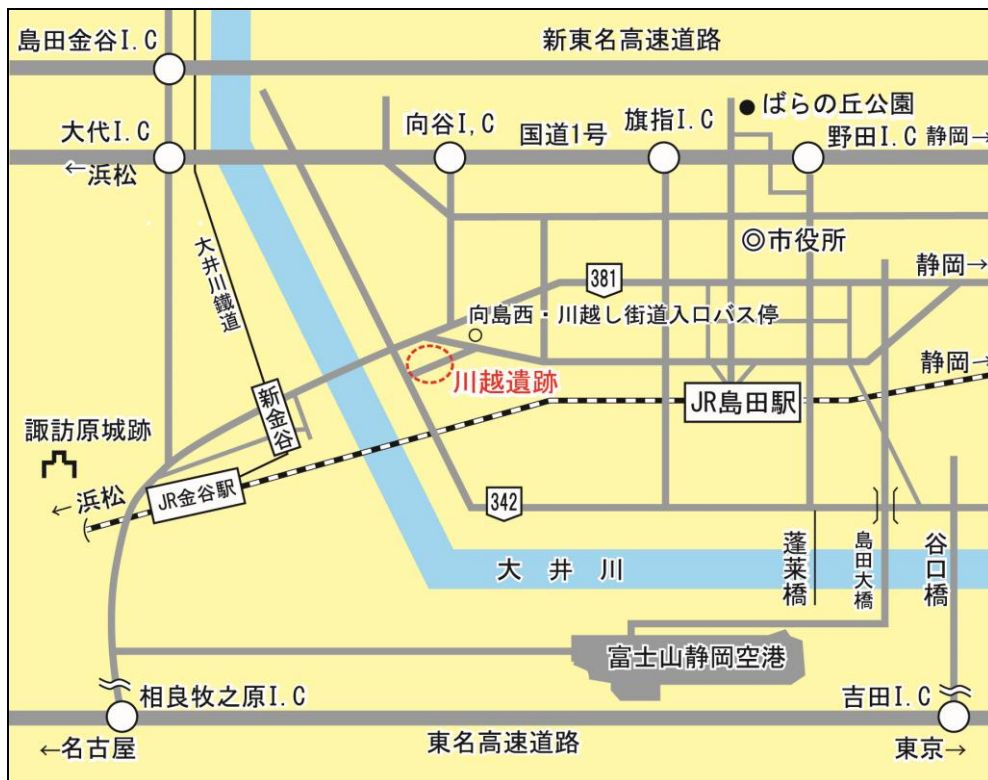 島田金谷I.C
新東名高速道路
大代I.C
←浜松
向谷I,C
国道1号
旗指I.C
●ばらの丘公園
野田I.C
静岡→
◎市役所
大井川鐵道
381
静岡→
向島西・川越し街道入口バス停
川越遺跡
静岡→
JR島田駅
新金谷
諏訪原城跡
←浜松
JR金谷駅
342
大井川
蓬莱橋
島田大橋
谷口橋
富士山静岡空港
相良牧之原I.C
吉田I.C
←名古屋
東名高速道路
東京→